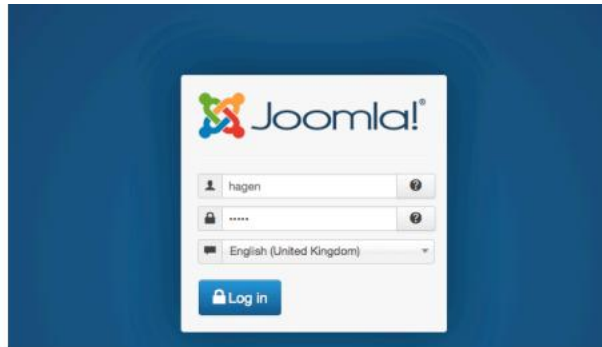 Joomla!®
hagen
•••••
English (United Kingdom)
Log in